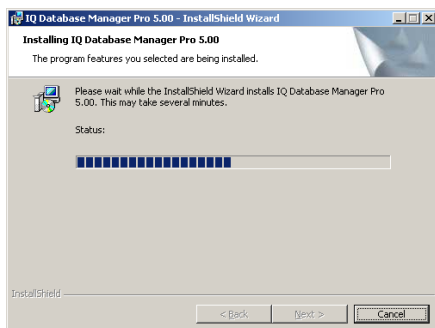 IQ Database Manager Pro 5.00 - InstallShield Wizard
Installing IQ Database Manager Pro 5.00
The program features you selected are being installed.
Please wait while the InstallShield Wizard installs IQ Database Manager Pro
5.00. This may take several minutes.
Status:
InstallShield
< Back
Next >
Cancel